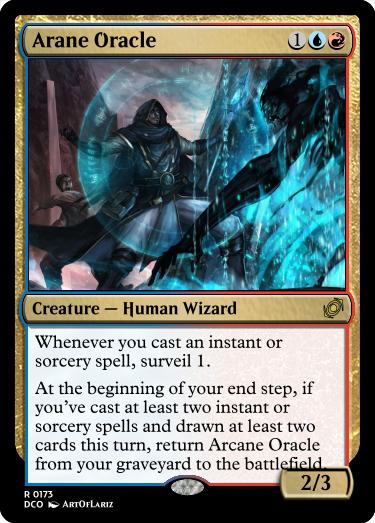 Arane Oracle 1
Creature — Human Wizard
Whenever you cast an instant or
sorcery spell, surveil 1.
At the beginning of your end step, if
you've cast at least two instant or
sorcery spells and drawn at least two
cards this turn, return Arcane Oracle
from your graveyard to the battlefield.
2/3
R 0173
DCO ArtOfLariz